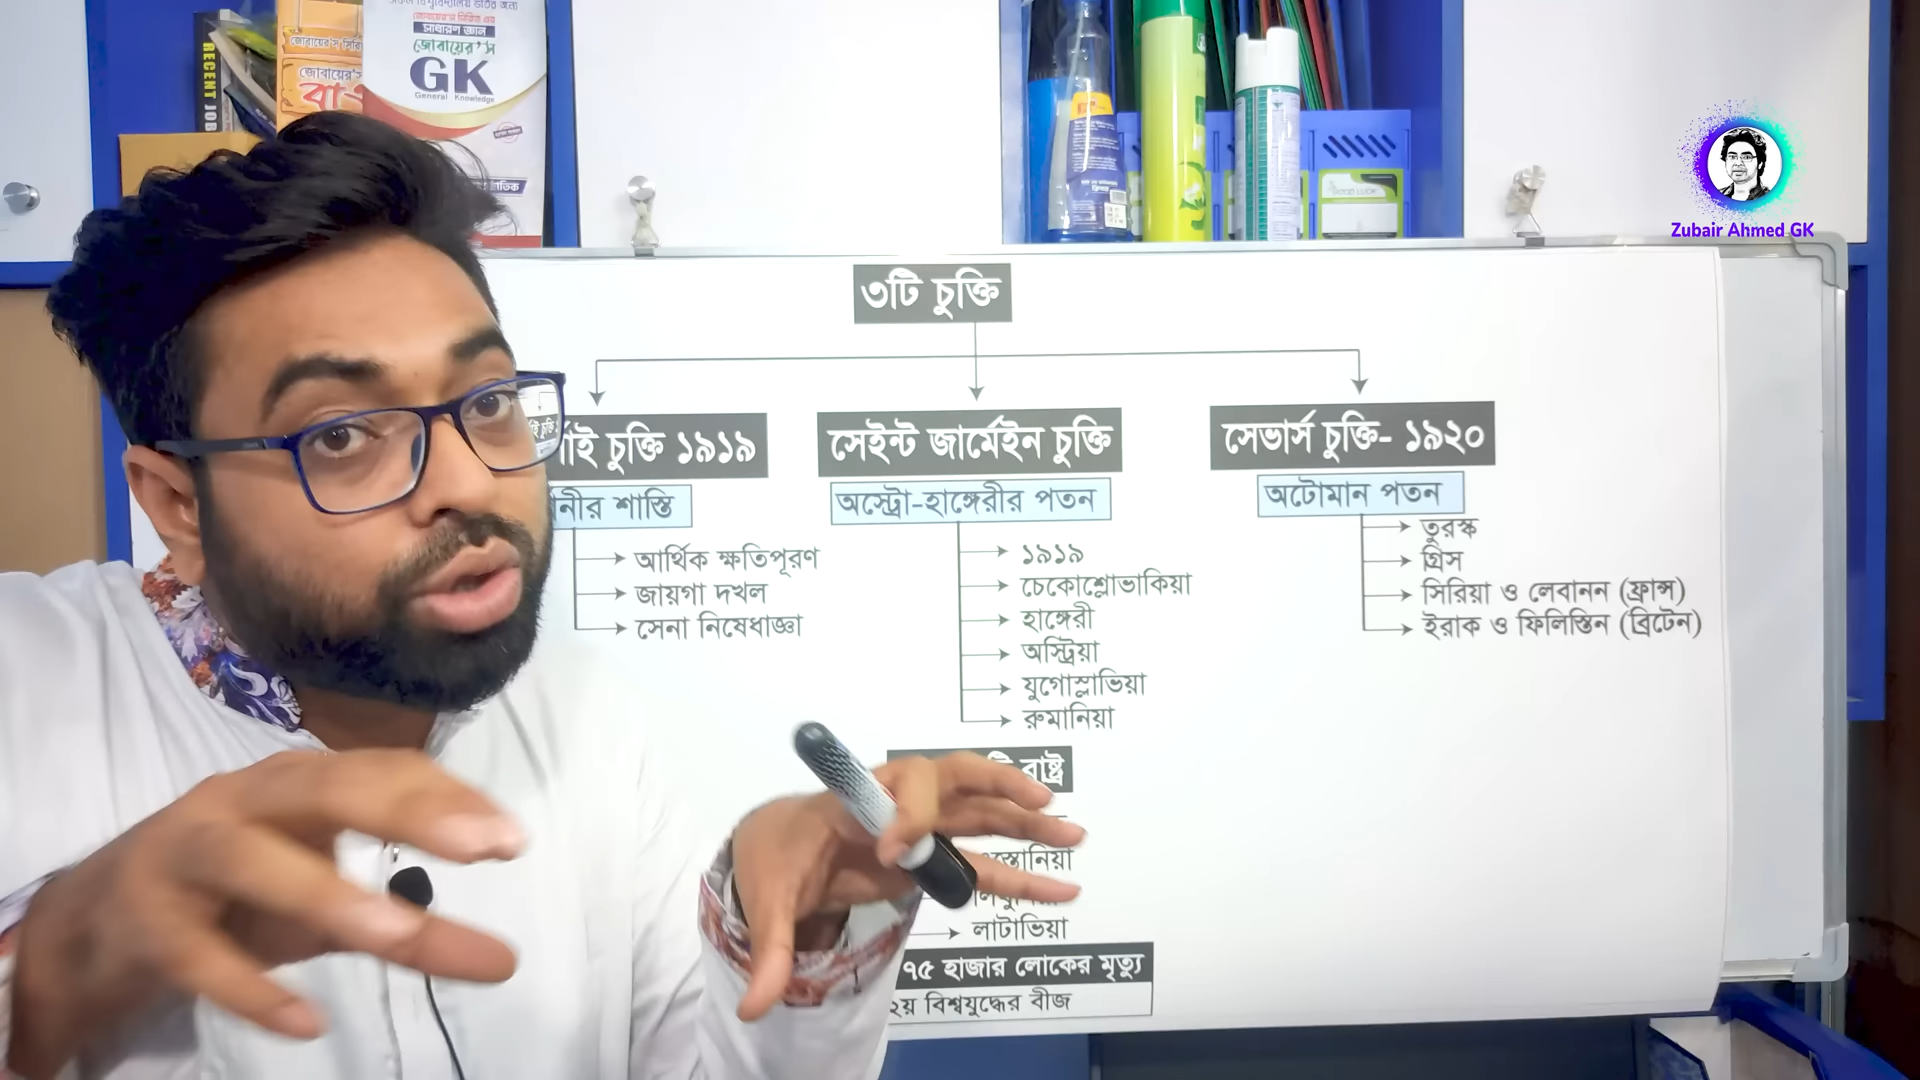 সাধারণ জ্ঞান
জোবায়ের'স
GK
General Knowledge
RECENT JOB
Zubair Ahmed GK
৩টি চুক্তি
চুক্তি ১৯১৯
সেইন্ট জার্মেইন চুক্তি
সেভার্স চুক্তি- ১৯২০
শাস্তি
অস্ট্রো-হাঙ্গেরীর পতন
অটোমান পতন
আর্থিক ক্ষতিপূরণ
জায়গা দখল
সেনা নিষেধাজ্ঞা
১৯১৯
চেকোশ্লোভাকিয়া
হাঙ্গেরী
অস্ট্রিয়া
যুগোস্লাভিয়া
রুমানিয়া
তুরস্ক
গ্রিস
সিরিয়া ও লেবানন (ফ্রান্স)
ইরাক ও ফিলিস্তিন (ব্রিটেন)
রাষ্ট্র
লাটাভিয়া
৭৫ হাজার লোকের মৃত্যু
২য় বিশ্বযুদ্ধের বীজ